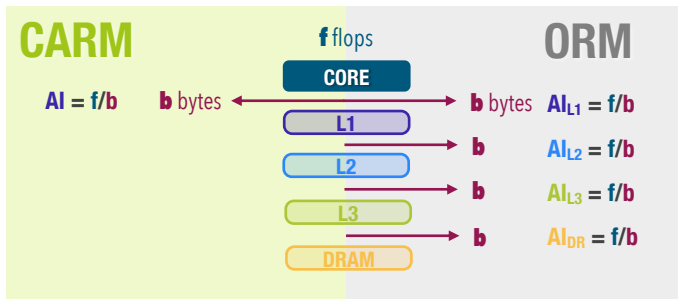 CARM
ORM
f flops
CORE
AI = f/b
b bytes
b bytes
AIL1 = f/b
L1
b
AIL2 = f/b
L2
b
AIL3 = f/b
L3
b
AIDR = f/b
DRAM